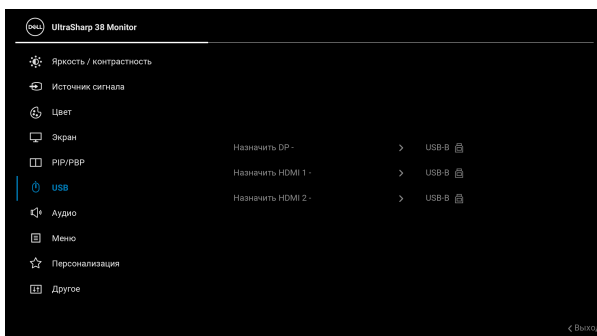 DELL UltraSharp 38 Monitor
Яркость / контрастность
Источник сигнала
Цвет
Экран
Назначить DP - USB-B
PIP/PBP
Назначить HDMI 1 - USB-B
USB
Назначить HDMI 2 - USB-B
Аудио
Меню
Персонализация
Другое
Выход